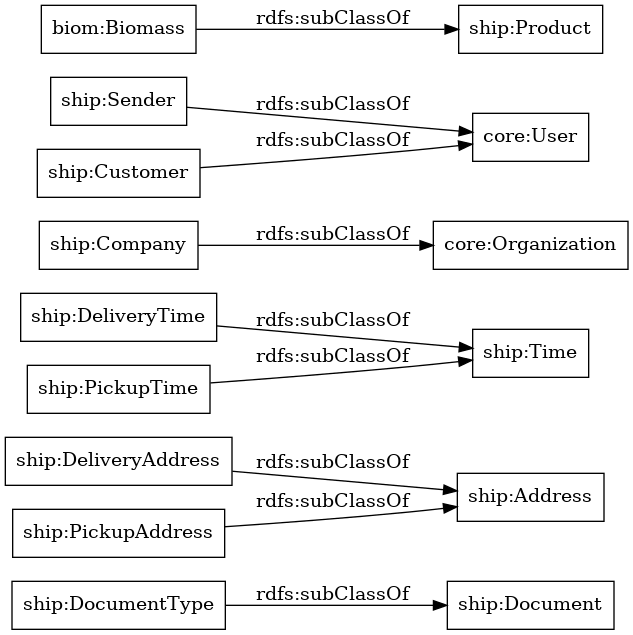 biom:Biomass rdfs:subClassOf ship:Product
ship:Sender rdfs:subClassOf
core:User
ship:Customer rdfs:subClassOf
ship:Company rdfs:subClassOf core:Organization
ship:DeliveryTime rdfs:subClassOf
ship:Time
ship:PickupTime rdfs:subClassOf
ship:DeliveryAddress rdfs:subClassOf
ship:Address
ship:PickupAddress rdfs:subClassOf
ship:DocumentType rdfs:subClassOf ship:Document